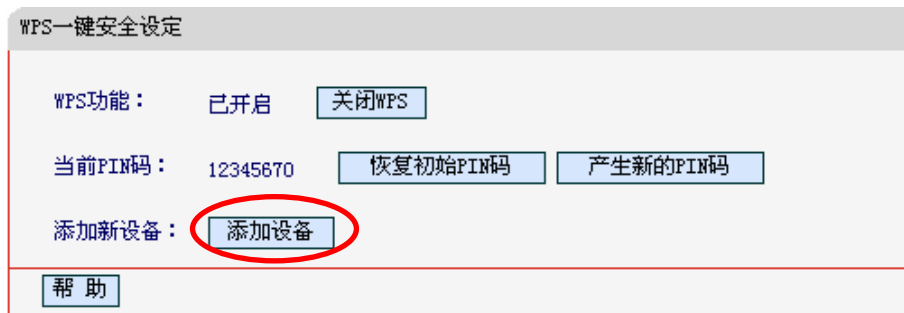 WPS一键安全设定
WPS功能： 已开启 关闭WPS
当前PIN码： 12345670 恢复初始PIN码 产生新的PIN码
添加新设备： 添加设备
帮 助